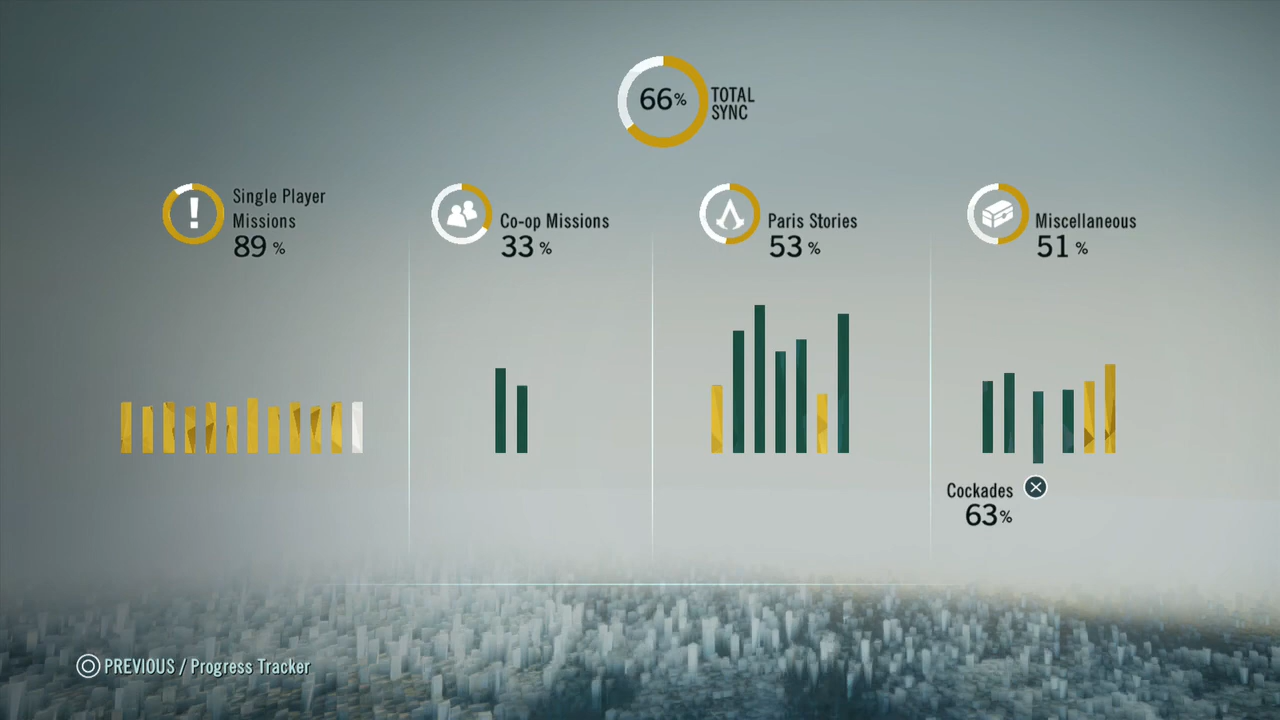 66%
TOTAL
SYNC
Single Player
Missions
89 %
Co-op Missions
33 %
Paris Stories
53 %
Miscellaneous
51 %
Cockades
63%
PREVIOUS / Progress Tracker